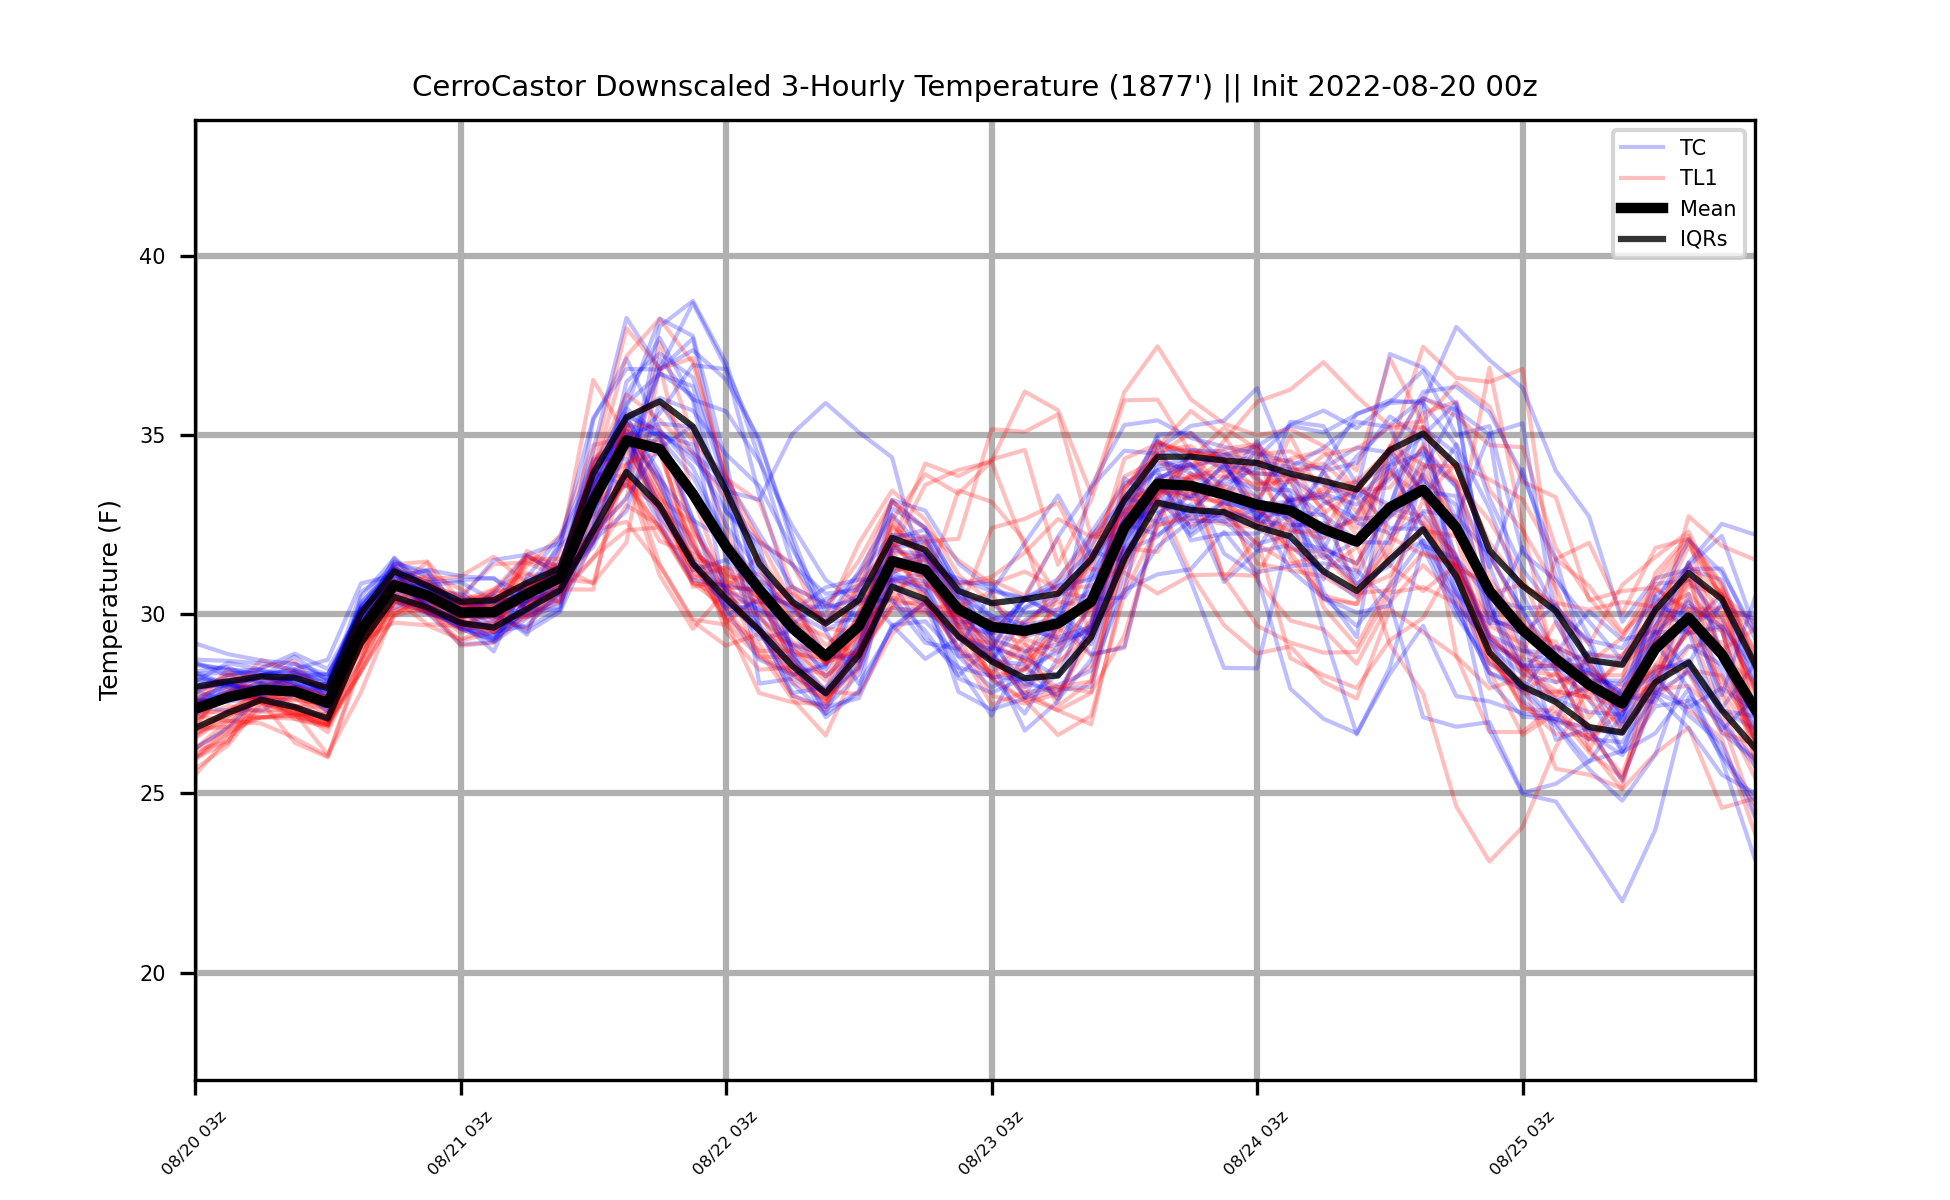 CerroCastor Downscaled 3-Hourly Temperature (1877') || Init 2022-08-20 00z
TC
TL1
Mean
IQRs
Temperature (F)
40
35
30
25
20
08/20 03z
08/21 03z
08/22 03z
08/23 03z
08/24 03z
08/25 03z